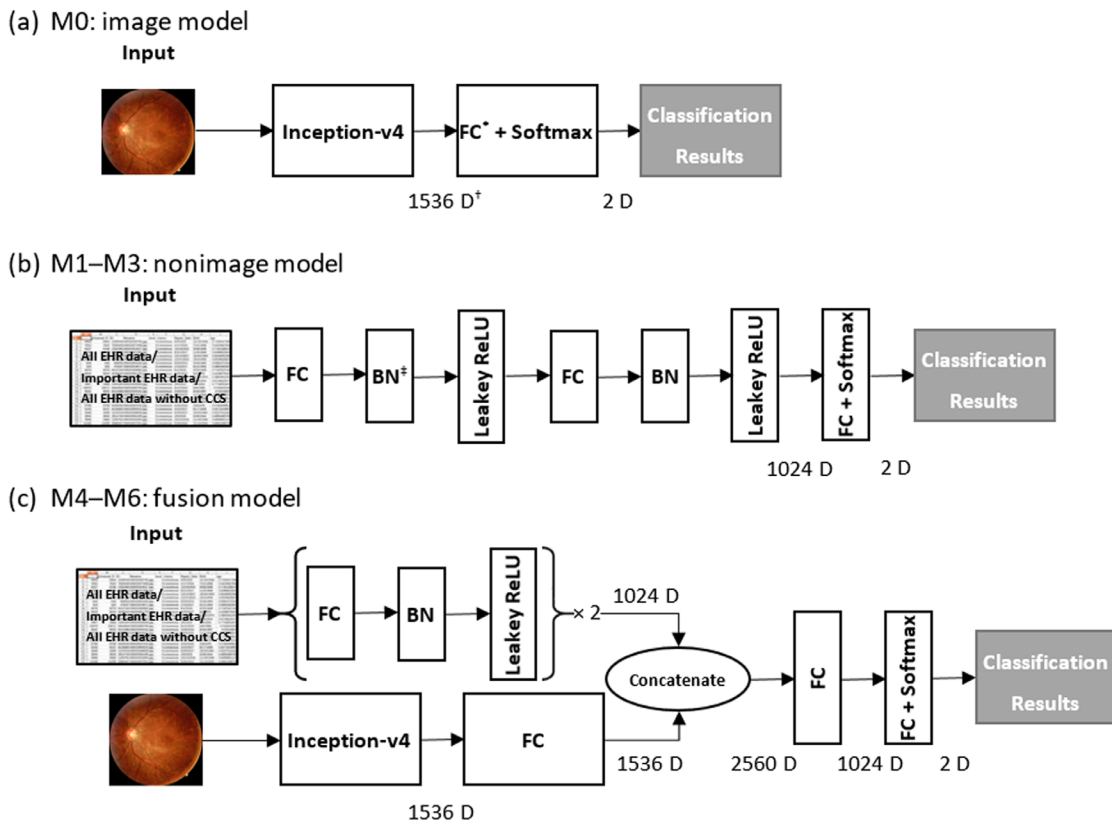 (a) M0: image model
Input
Inception-v4
FC* + Softmax
Classification
Results
1536 D†
2 D
(b) M1–M3: nonimage model
Input
All EHR data/
Important EHR data/
All EHR data without CCS
FC
BN‡
Leakey ReLU
FC
BN
Leakey ReLU
FC + Softmax
Classification
Results
1024 D
2 D
(c) M4–M6: fusion model
Input
All EHR data/
Important EHR data/
All EHR data without CCS
FC
BN
Leakey ReLU
× 2
1024 D
Concatenate
FC
FC + Softmax
Classification
Results
Inception-v4
FC
1536 D
1536 D
2560 D
1024 D
2 D